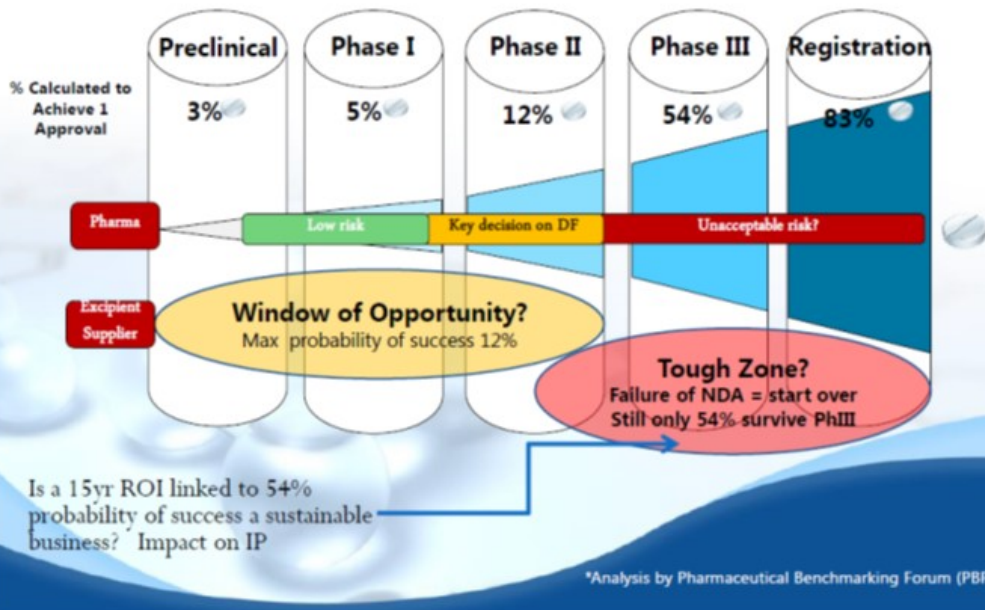 Preclinical
Phase I
Phase II
Phase III
Registration
% Calculated to
Achieve 1
Approval
3%
5%
12%
54%
83%
Pharma
Low risk
Key decision on DF
Unacceptable risk?
Excipient
Supplier
Window of Opportunity?
Max probability of success 12%
Tough Zone?
Failure of NDA = start over
Still only 54% survive PhIII
Is a 15yr ROI linked to 54%
probability of success a sustainable
business? Impact on IP
*Analysis by Pharmaceutical Benchmarking Forum (PBF